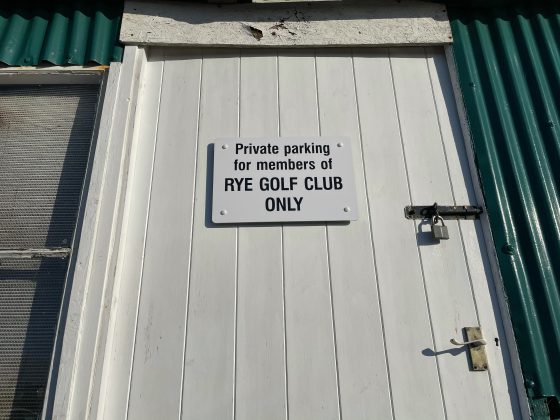 Private parking
for members of
RYE GOLF CLUB
ONLY